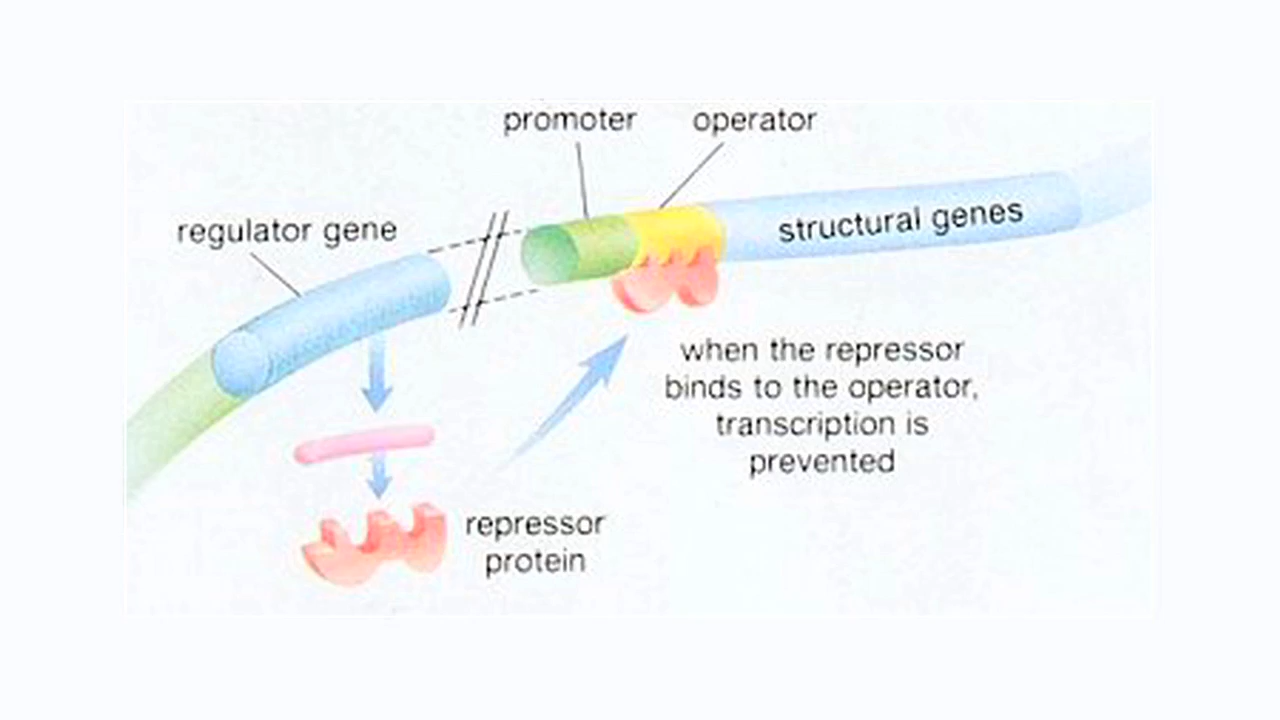 promoter
operator
regulator gene
structural genes
when the repressor
binds to the operator,
transcription is
prevented
repressor
protein